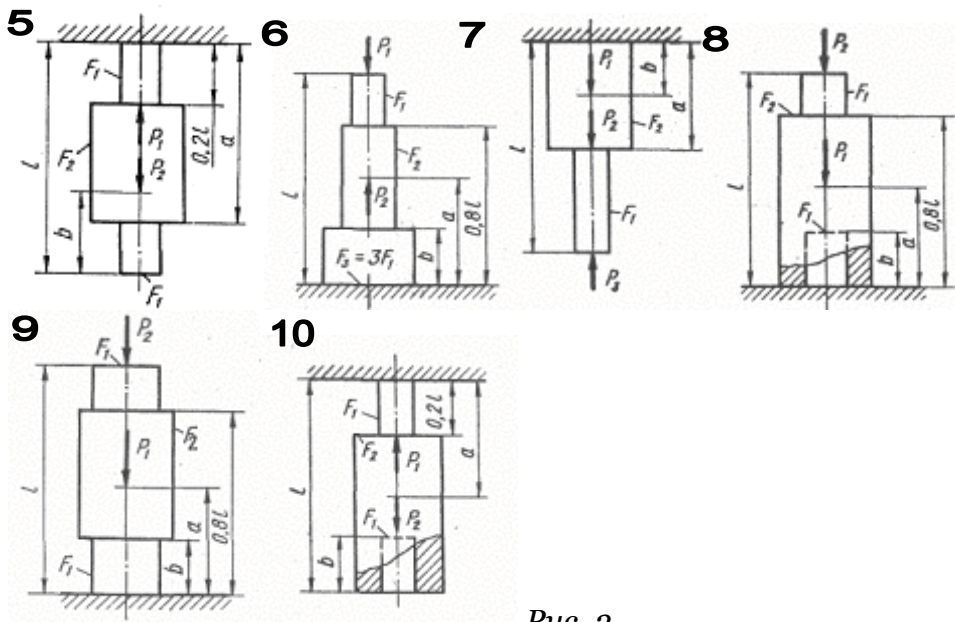 5
F₁
F₂
P₁
P₂
l
b
0,2l
a
F₁
6
P₁
F₁
F₂
P₂
l
F₃ = 3F₁
b
a
0,8l
7
P₁
b
a
P₂
F₂
l
F₁
P₃
8
P₂
F₂
F₁
P₁
l
F₁
b
a
0,8l
9
P₂
F₁
F₂
P₁
l
F₁
b
a
0,8l
10
F₁
0,2l
F₂
P₁
a
l
F₁
P₂
b